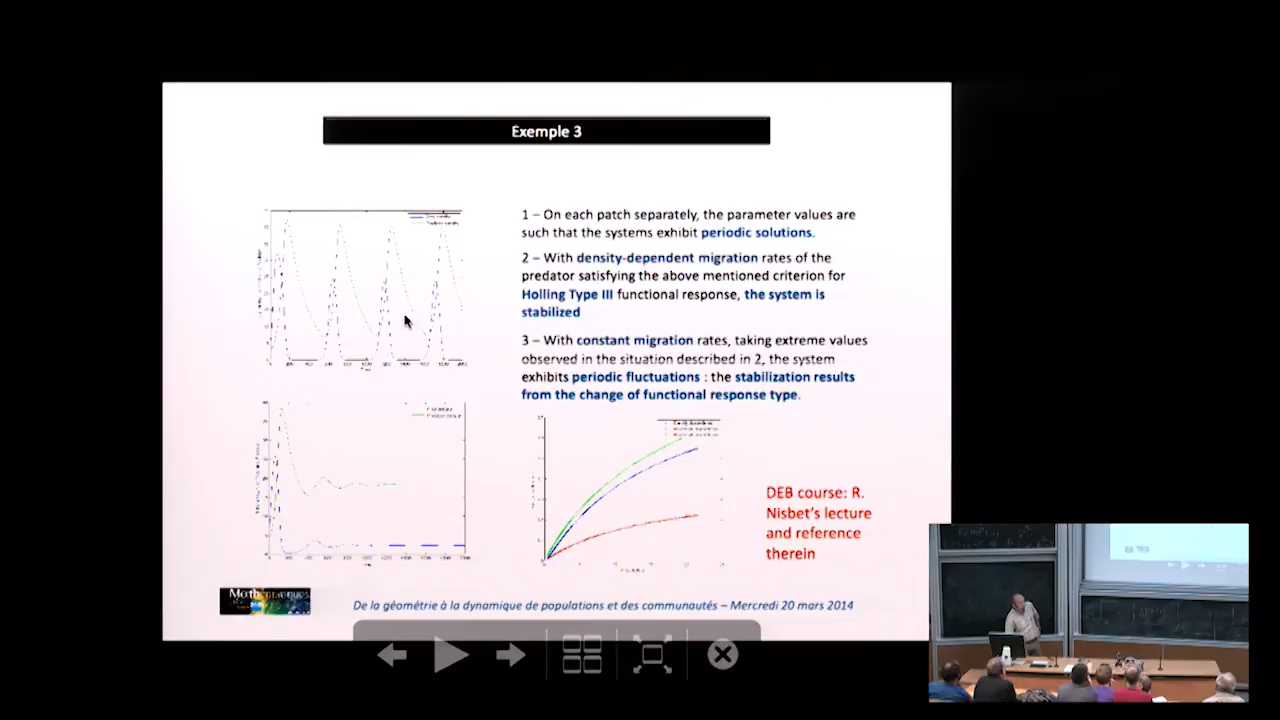 Exemple 3
1 – On each patch separately, the parameter values are
such that the systems exhibit periodic solutions.
2 – With density-dependent migration rates of the
predator satisfying the above mentioned criterion for
Holling Type III functional response, the system is
stabilized
3 – With constant migration rates, taking extreme values
observed in the situation described in 2, the system
exhibits periodic fluctuations : the stabilization results
from the change of functional response type.
DEB course: R.
Nisbet's lecture
and reference
therein
De la géométrie à la dynamique de populations et des communautés – Mercredi 20 mars 2014